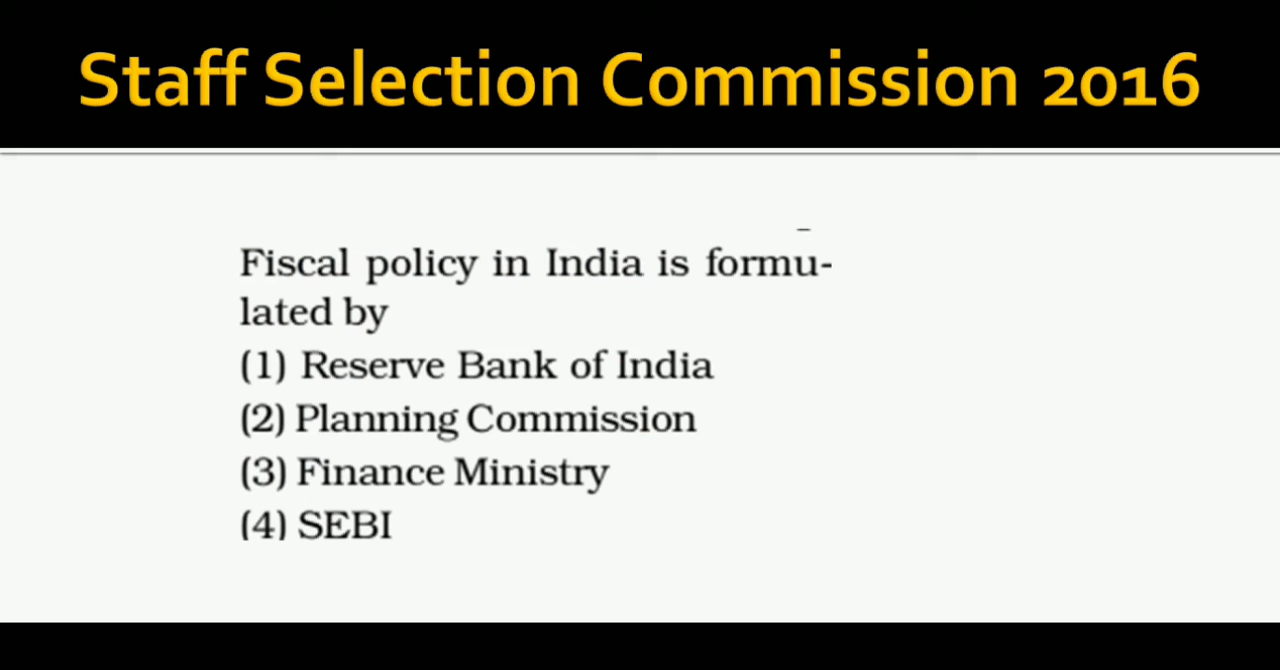 Staff Selection Commission 2016
Fiscal policy in India is formu-
lated by
(1) Reserve Bank of India
(2) Planning Commission
(3) Finance Ministry
(4) SEBI